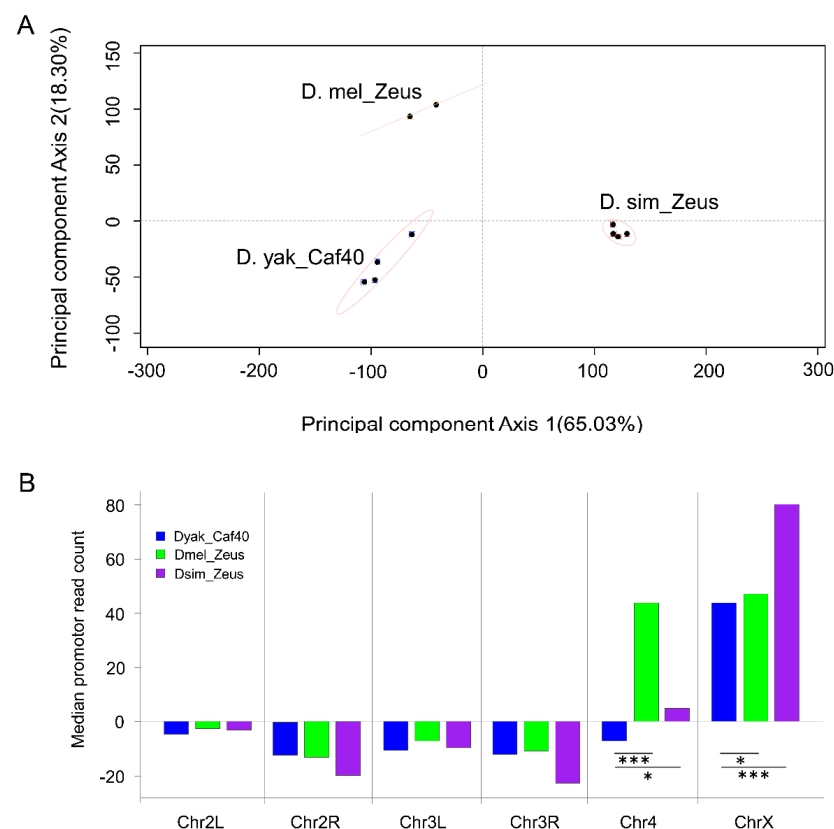 A
Principal component Axis 2(18.30%)
150
100
50
0
-50
-100
D. mel_Zeus
D. sim_Zeus
D. yak_Caf40
-300
-200
-100
0
100
200
300
Principal component Axis 1(65.03%)
B
Median promotor read count
80
60
40
20
0
-20
Dyak_Caf40
Dmel_Zeus
Dsim_Zeus
***
*
*
***
Chr2L
Chr2R
Chr3L
Chr3R
Chr4
ChrX